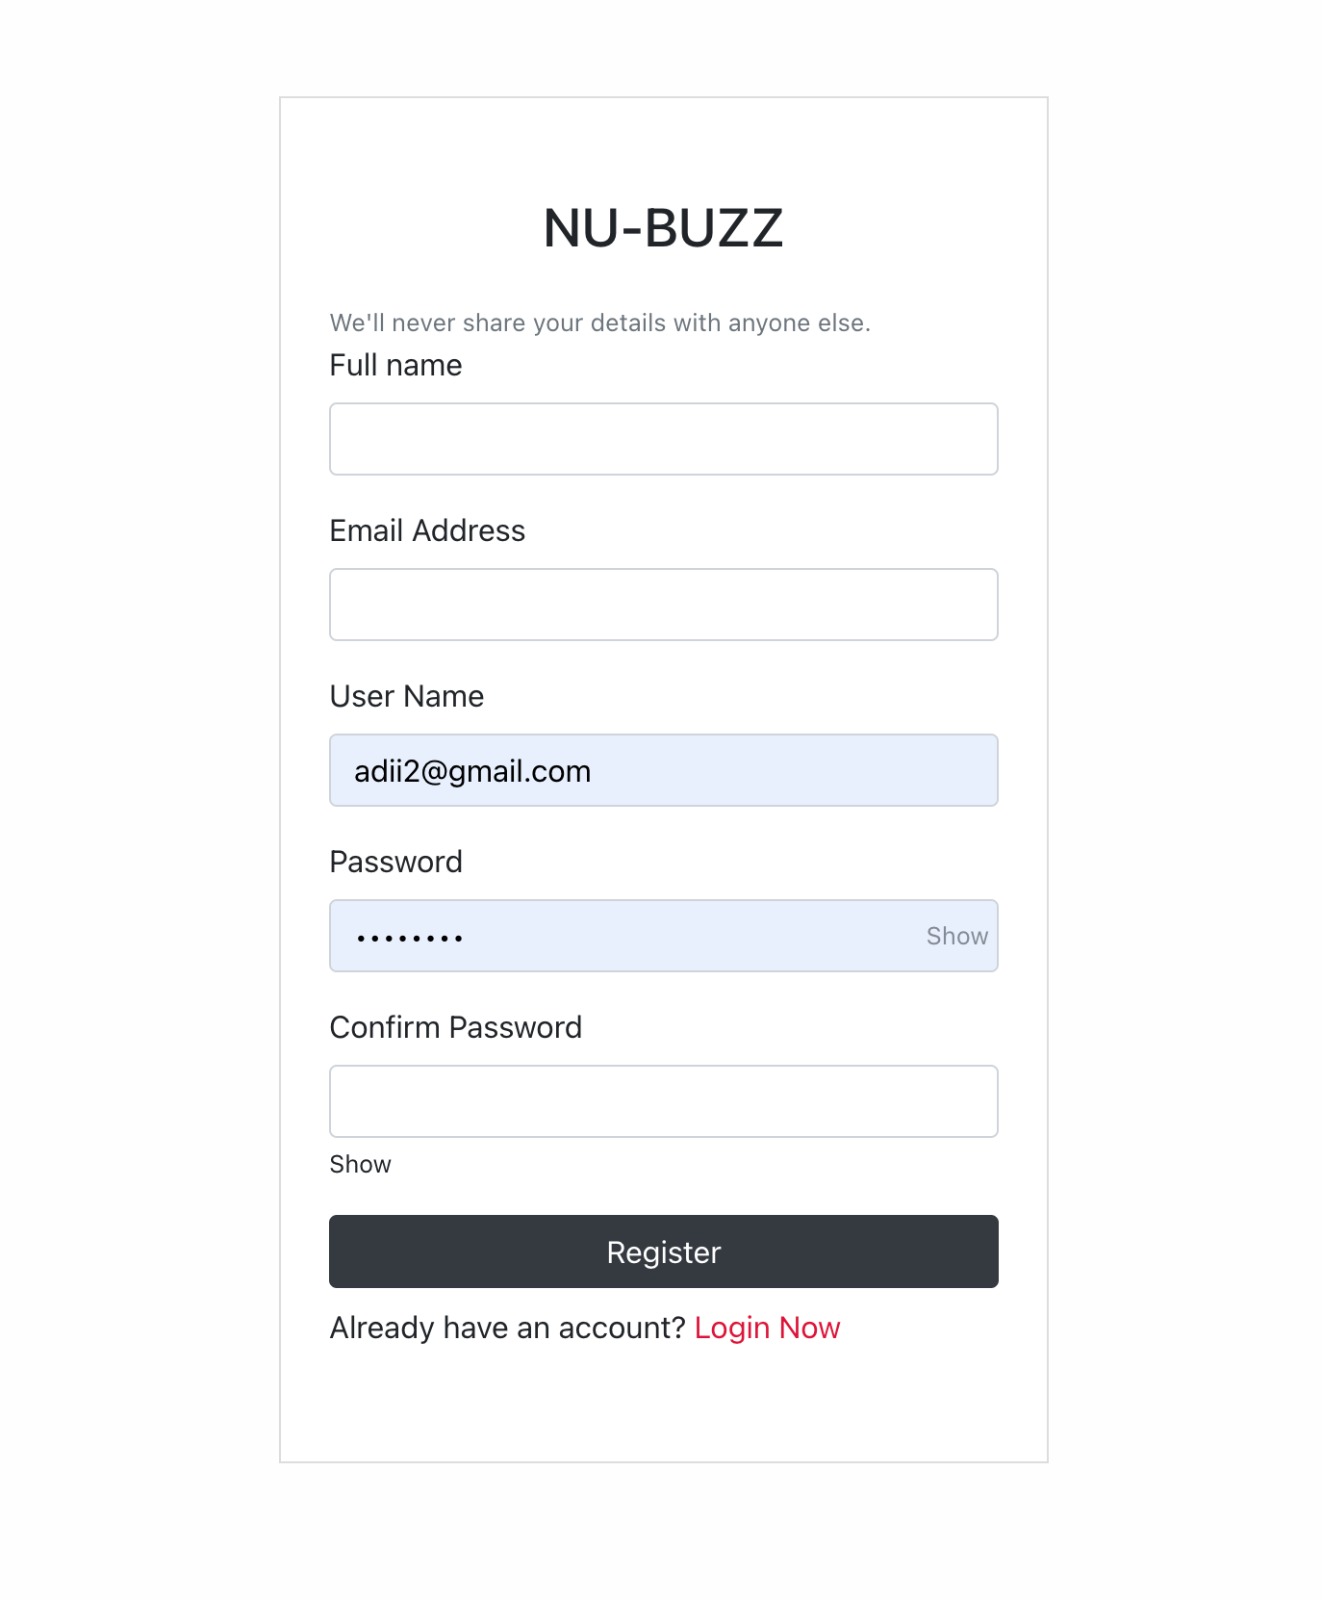 NU-BUZZ
We'll never share your details with anyone else.
Full name
Email Address
User Name
adii2@gmail.com
Password
•••••••• Show
Confirm Password
Show
Register
Already have an account? Login Now